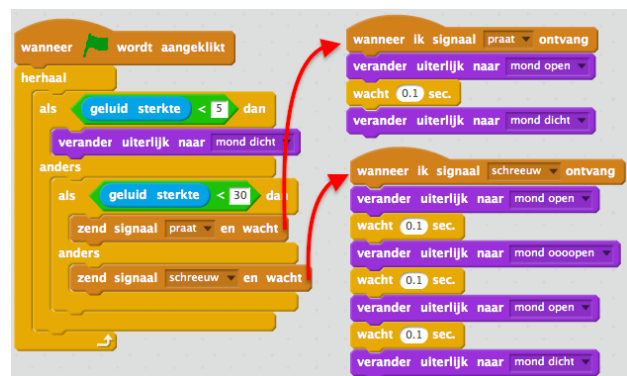 wanneer wordt aangeklikt
herhaal
als geluid sterkte < 5 dan
verander uiterlijk naar mond dicht
anders
als geluid sterkte < 30 dan
zend signaal praat en wacht
anders
zend signaal schreeuw en wacht
wanneer ik signaal praat ontvang
verander uiterlijk naar mond open
wacht 0.1 sec.
verander uiterlijk naar mond dicht
wanneer ik signaal schreeuw ontvang
verander uiterlijk naar mond open
wacht 0.1 sec.
verander uiterlijk naar mond oooopen
wacht 0.1 sec.
verander uiterlijk naar mond open
wacht 0.1 sec.
verander uiterlijk naar mond dicht